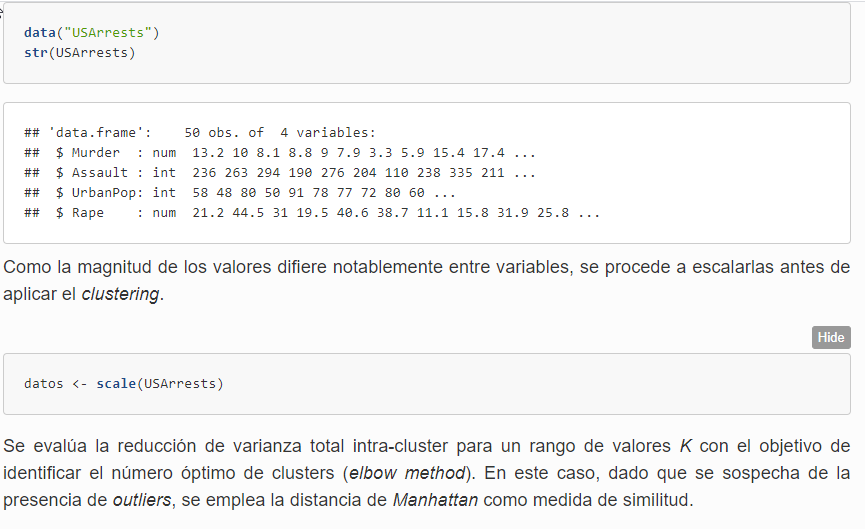 data("USArrests")
str(USArrests)
## 'data.frame':    50 obs. of  4 variables:
##  $ Murder  : num  13.2 10 8.1 8.8 9 7.9 3.3 5.9 15.4 17.4 ...
##  $ Assault : int  236 263 294 190 276 204 110 238 335 211 ...
##  $ UrbanPop: int  58 48 80 50 91 78 77 72 80 60 ...
##  $ Rape    : num  21.2 44.5 31 19.5 40.6 38.7 11.1 15.8 31.9 25.8 ...
Como la magnitud de los valores difiere notablemente entre variables, se procede a escalarlas antes de
aplicar el clustering.
Hide
datos <- scale(USArrests)
Se evalúa la reducción de varianza total intra-cluster para un rango de valores K con el objetivo de
identificar el número óptimo de clusters (elbow method). En este caso, dado que se sospecha de la
presencia de outliers, se emplea la distancia de Manhattan como medida de similitud.